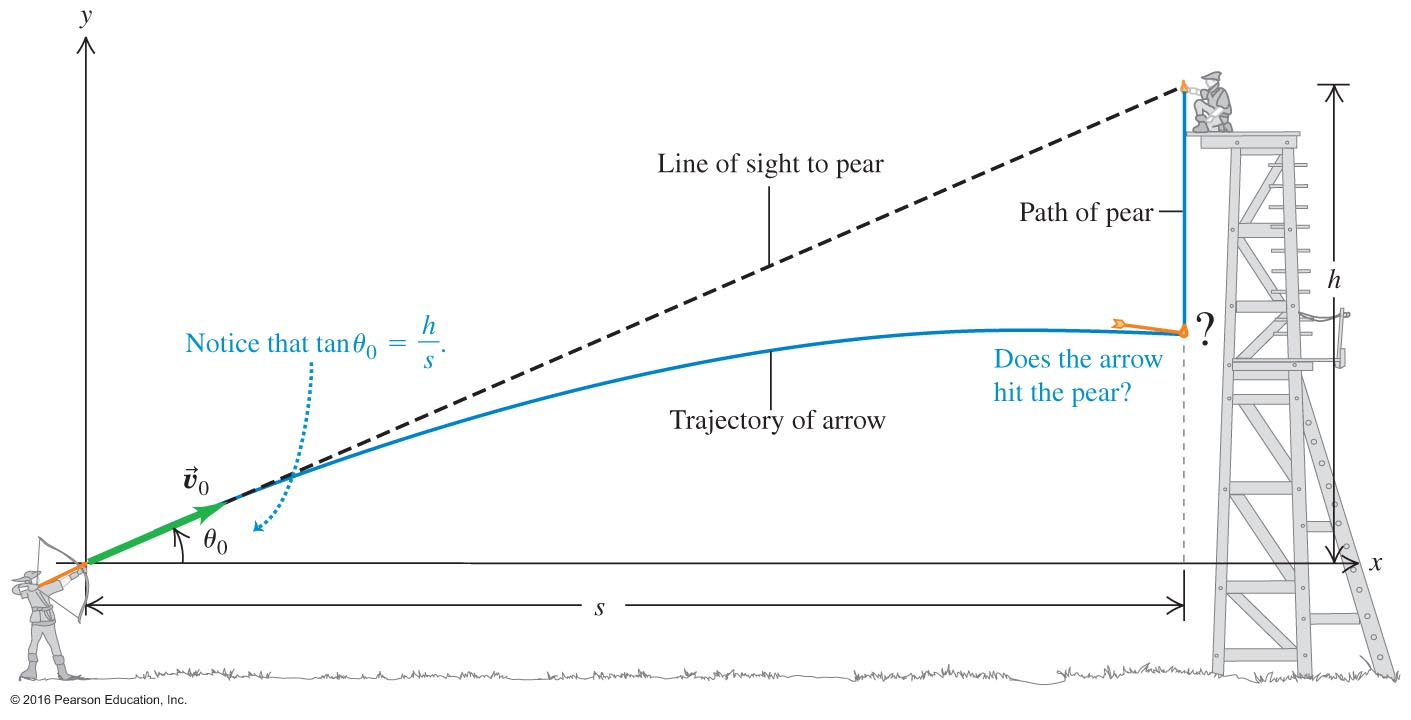 y
Line of sight to pear
Path of pear
h
Notice that tan θ₀ = h/s.
?
Does the arrow
hit the pear?
Trajectory of arrow
v⃗₀
θ₀
x
s
© 2016 Pearson Education, Inc.